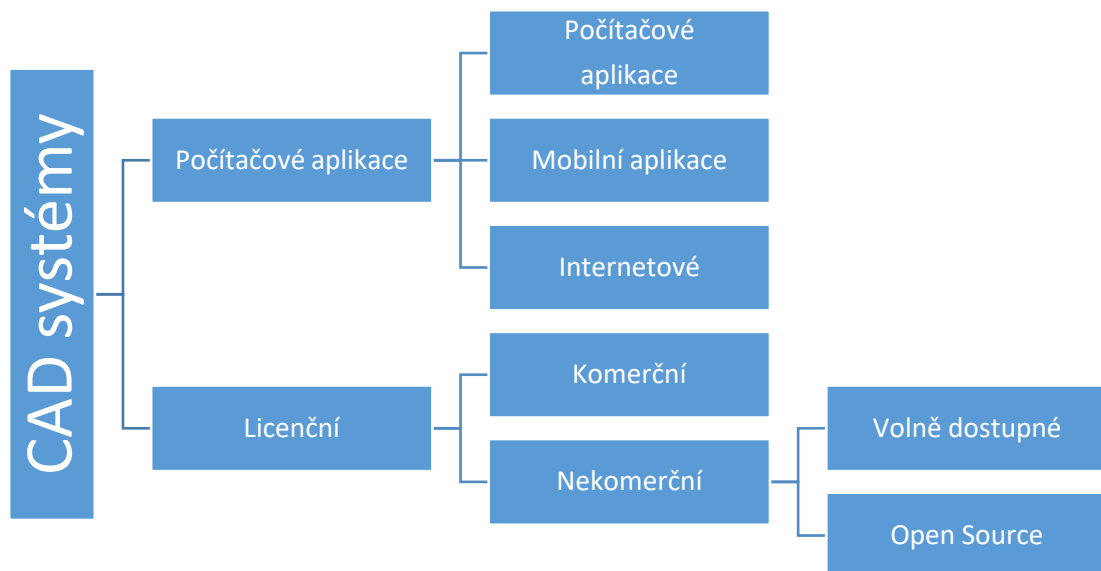 CAD systémy
Počítačové aplikace
Počítačové
aplikace
Mobilní aplikace
Internetové
Licenční
Komerční
Nekomerční
Volně dostupné
Open Source